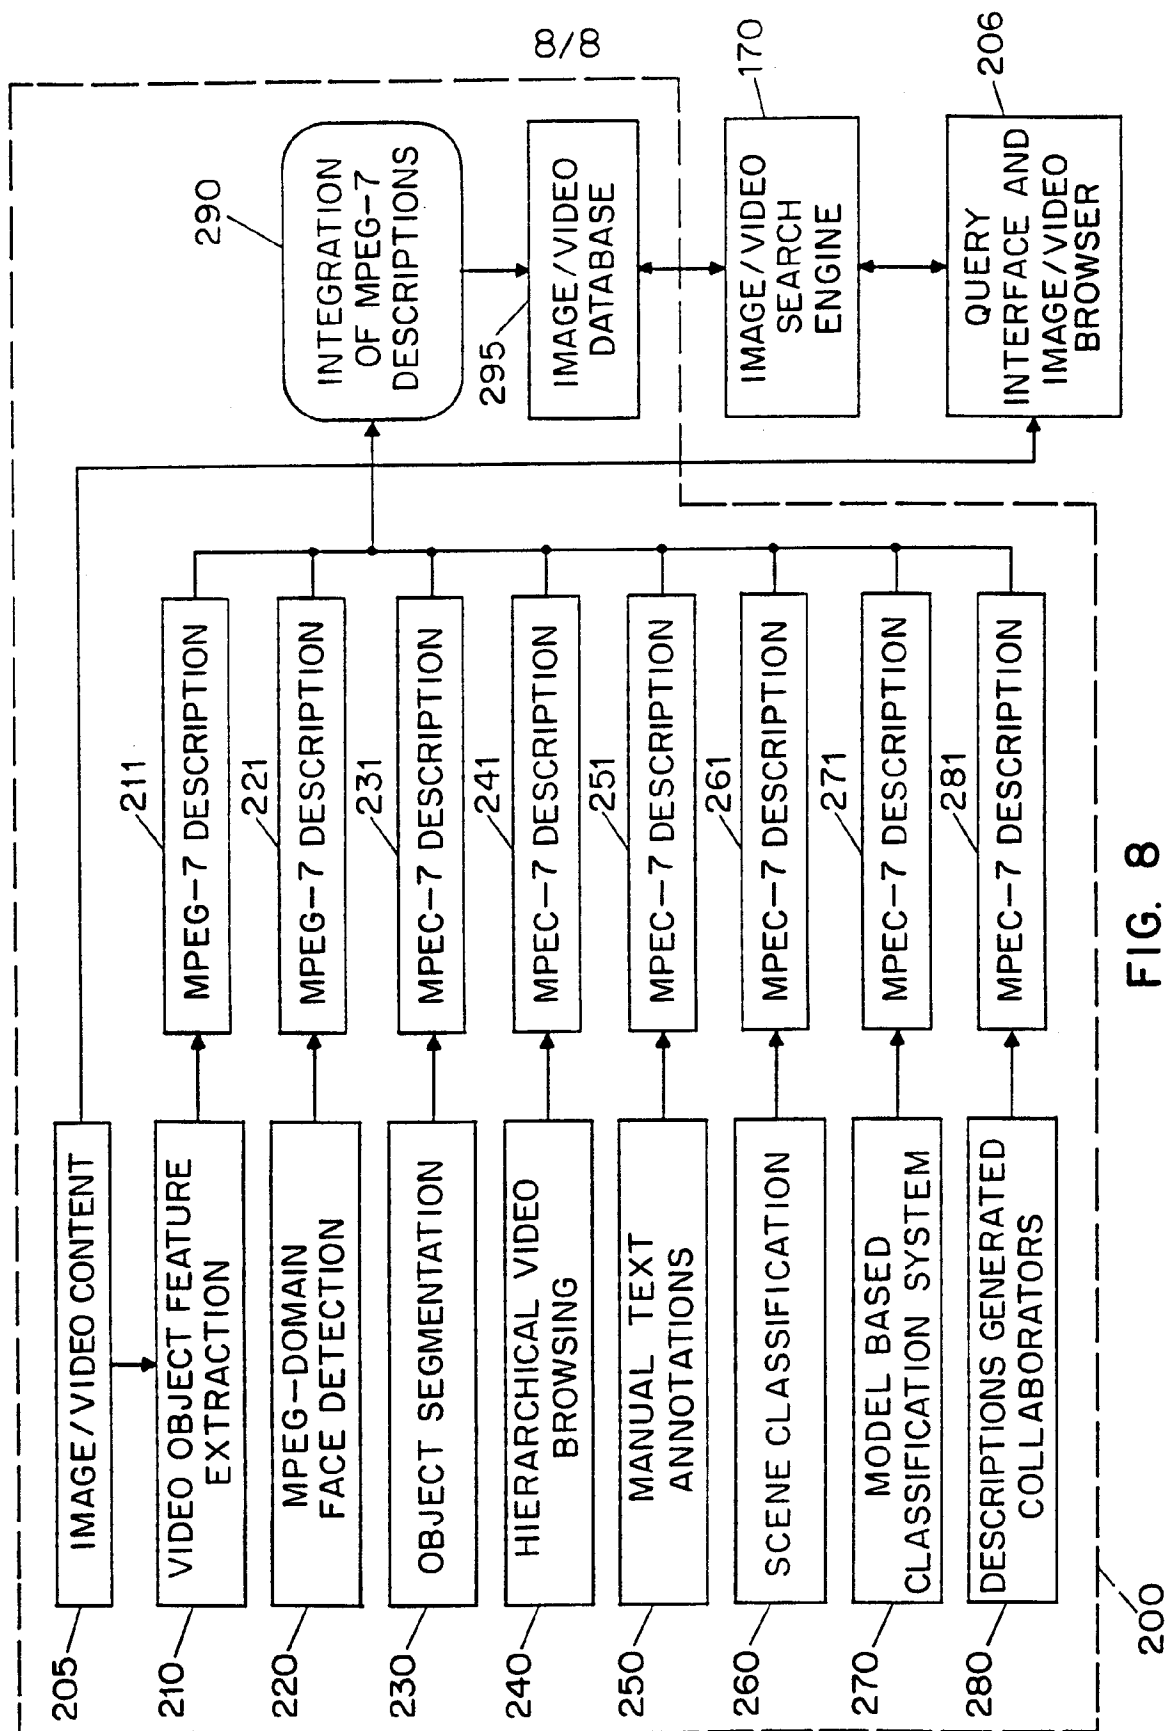 8/8
205
IMAGE/VIDEO CONTENT
210
VIDEO OBJECT FEATURE
EXTRACTION
211
MPEG-7 DESCRIPTION
220
MPEG-DOMAIN
FACE DETECTION
221
MPEG-7 DESCRIPTION
230
OBJECT SEGMENTATION
231
MPEC-7 DESCRIPTION
240
HIERARCHICAL VIDEO
BROWSING
241
MPEC-7 DESCRIPTION
250
MANUAL TEXT
ANNOTATIONS
251
MPEC-7 DESCRIPTION
260
SCENE CLASSIFICATION
261
MPEC-7 DESCRIPTION
270
MODEL BASED
CLASSIFICATION SYSTEM
271
MPEC-7 DESCRIPTION
280
DESCRIPTIONS GENERATED
COLLABORATORS
281
MPEC-7 DESCRIPTION
290
INTEGRATION
OF MPEG-7
DESCRIPTIONS
295
IMAGE/VIDEO
DATABASE
170
IMAGE/VIDEO
SEARCH
ENGINE
206
QUERY
INTERFACE AND
IMAGE/VIDEO
BROWSER
200
FIG. 8